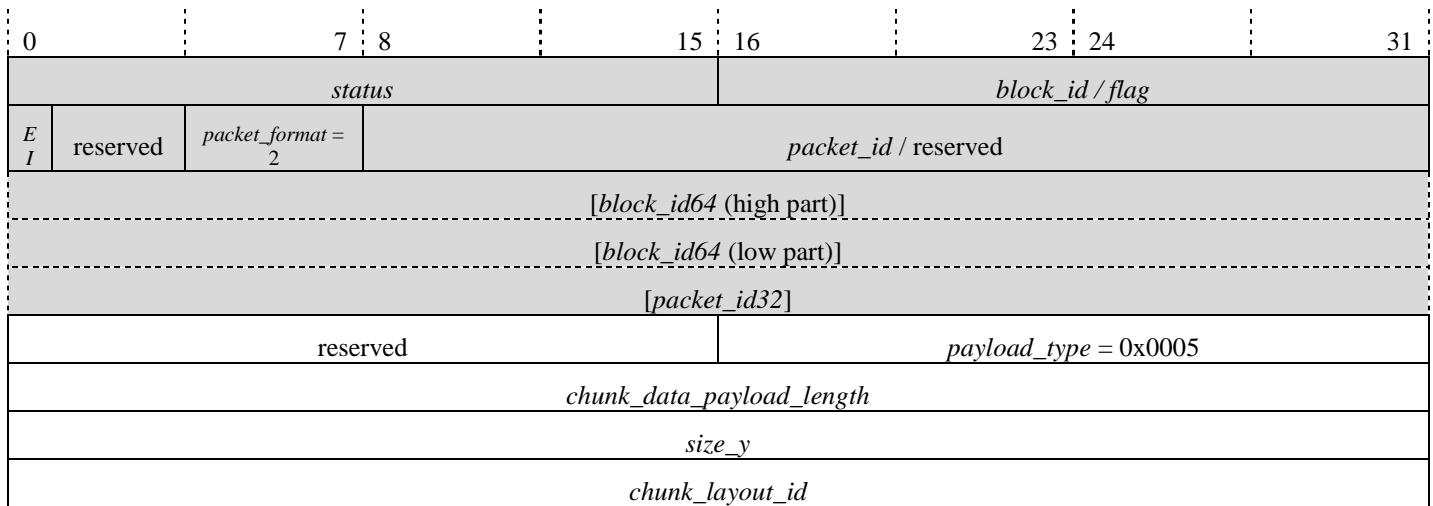 0 7 8 15 16 23 24 31
status block_id / flag
E
I reserved packet_format =
2 packet_id / reserved
[block_id64 (high part)]
[block_id64 (low part)]
[packet_id32]
reserved payload_type = 0x0005
chunk_data_payload_length
size_y
chunk_layout_id